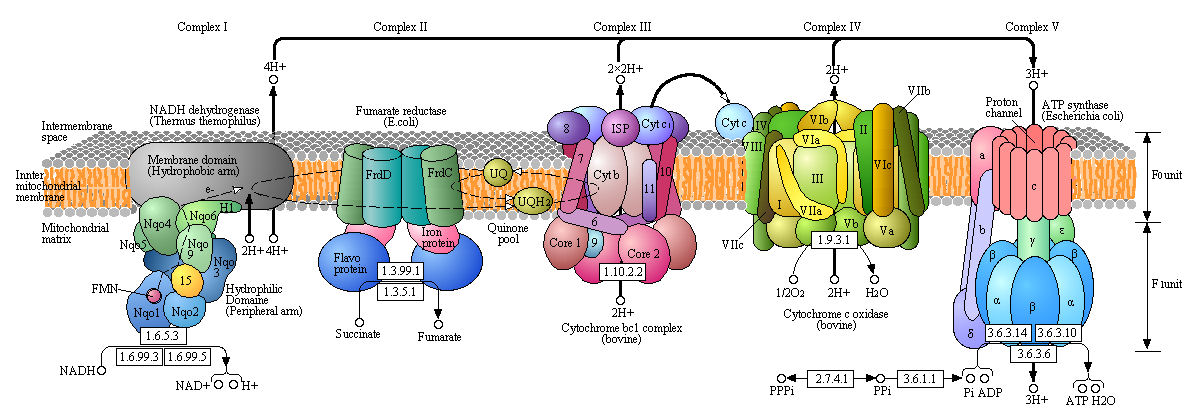 Complex I
Complex II
Complex III
Complex IV
Complex V
4H+
2×2H+
2H+
3H+
NADH dehydrogenase
(Thermus themophilus)
Fumarate reductase
(E.coli)
VIIb
Proton
channel
ATP synthase
(Escherichia coli)
Intermembrane
space
Innter
mitochondrial
membrane
Mitochondrial
matrix
Membrane domain
(Hydrophobic arm)
e-
H1
Nqo4
Nqo6
Nqo5
Nqo
9
Nqo
3
15
FMN
Nqo1
Nqo2
2H+
4H+
Hydrophilic
Domaine
(Peripheral arm)
1.6.5.3
1.6.99.3
1.6.99.5
NADH
NAD+
H+
FrdD
FrdC
Flavo
protein
Iron
protein
1.3.99.1
1.3.5.1
Succinate
Fumarate
UQ
UQH2
Quinone
pool
8
ISP
Cytc1
7
Cytb
11
10
6
Core 1
9
Core 2
1.10.2.2
2H+
Cytochrome bc1 complex
(bovine)
Cytc
IV
VIb
II
VIII
VIa
VIc
III
I
VIIa
VIIc
Vb
Va
1.9.3.1
1/2O2
2H+
H2O
Cytochrome c oxidase
(bovine)
a
c
b
γ
ε
β
β
α
β
α
δ
3.6.3.14
3.6.3.10
3.6.3.6
Fo unit
F1unit
PPPi
2.7.4.1
PPi
3.6.1.1
Pi ADP
3H+
ATP H2O